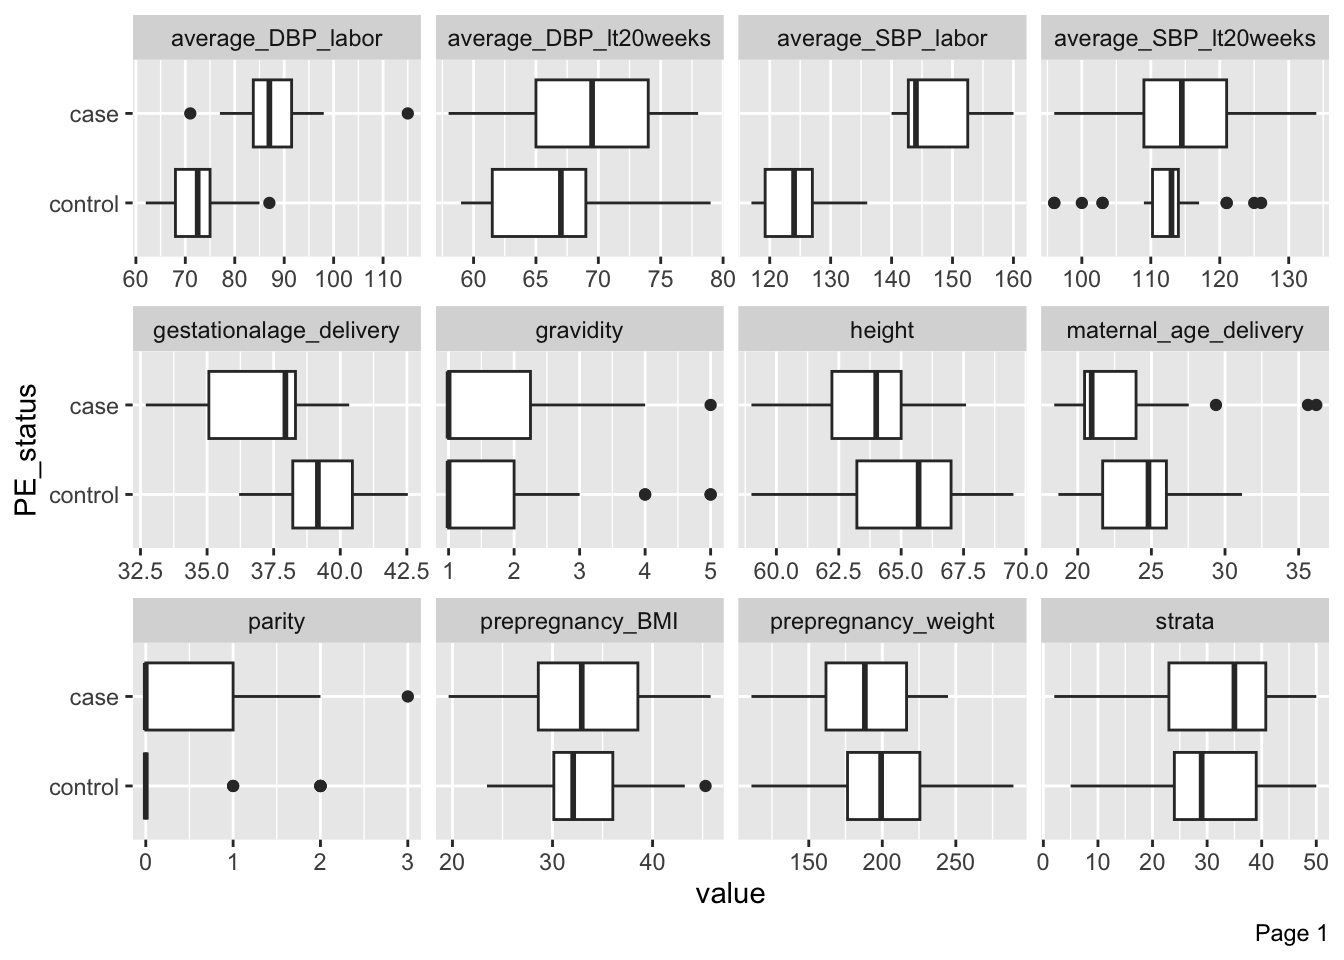 average_DBP_labor average_DBP_lt20weeks average_SBP_labor average_SBP_lt20weeks
case
control
60 70 80 90 100 110 60 65 70 75 80 120 130 140 150 160 100 110 120 130
gestationalage_delivery gravidity height maternal_age_delivery
case
control
PE_status
32.5 35.0 37.5 40.0 42.5 1 2 3 4 5 60.0 62.5 65.0 67.5 70.0 20 25 30 35
parity prepregnancy_BMI prepregnancy_weight strata
case
control
0 1 2 3 20 30 40 150 200 250 0 10 20 30 40 50
value
Page 1